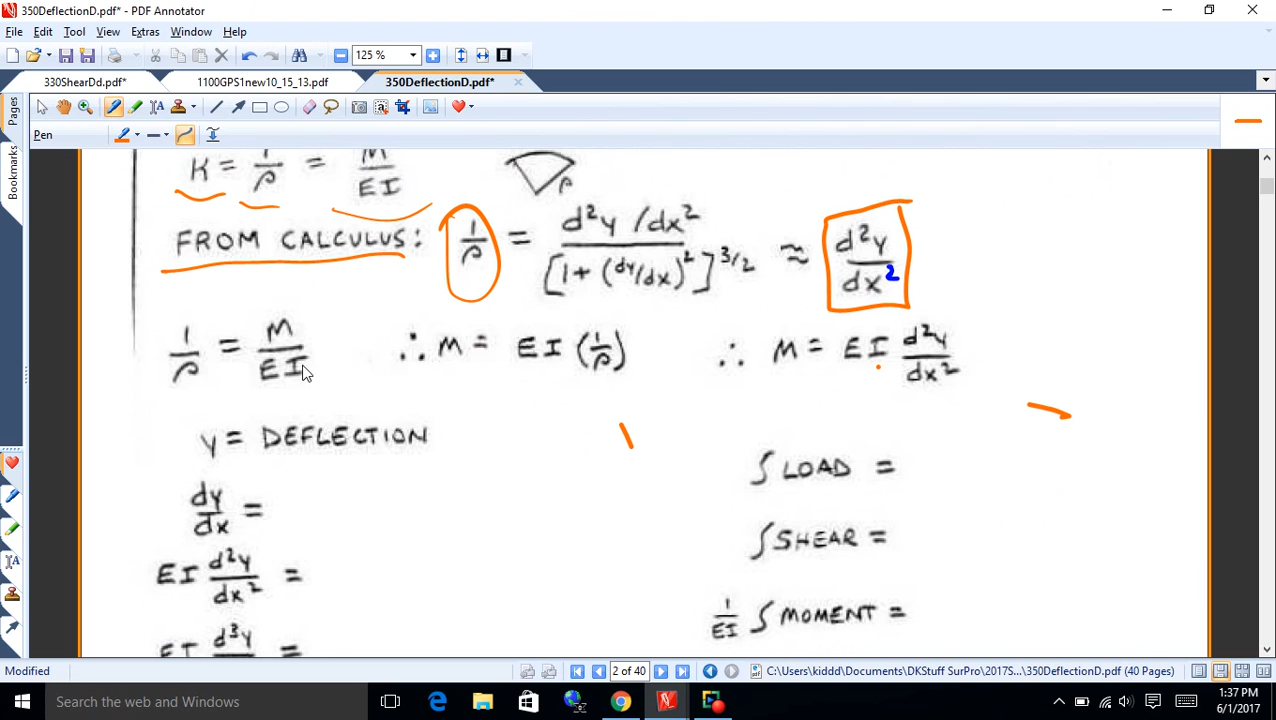 350DeflectionD.pdf* - PDF Annotator
File Edit Tool View Extras Window Help
125 %
330ShearDd.pdf* 1100GPS1new10_15_13.pdf 350DeflectionD.pdf*
Pen
Pages
Bookmarks
K = 1/ρ = M/EI ρ
FROM CALCULUS: 1/ρ = d²y/dx² / [1 + (dy/dx)²]^3/2 ≈ d²y/dx²
1/ρ = M/EI ∴ M = EI (1/ρ) ∴ M = EI d²y/dx²
y = DEFLECTION
∫ LOAD =
dy/dx =
∫ SHEAR =
EI d²y/dx² =
1/EI ∫ MOMENT =
EI d³y =
Modified 2 of 40 C:\Users\kiddd\Documents\DKStuff SurPro\2017S...\350DeflectionD.pdf (40 Pages)
Search the web and Windows
1:37 PM
6/1/2017